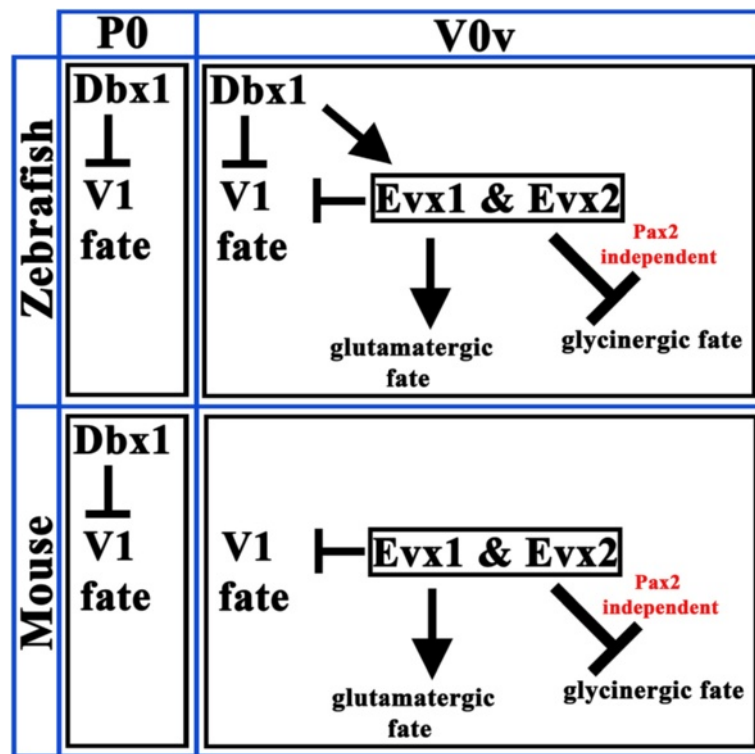 P0
V0v
Zebrafish
Dbx1
V1
fate
Dbx1
V1
fate
Evx1 & Evx2
Pax2
independent
glutamatergic
fate
glycinergic fate
Mouse
Dbx1
V1
fate
V1
fate
Evx1 & Evx2
Pax2
independent
glutamatergic
fate
glycinergic fate